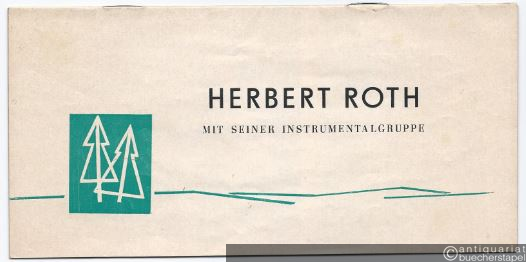 HERBERT ROTH
MIT SEINER INSTRUMENTALGRUPPE
©antiquariat
buecherstapel